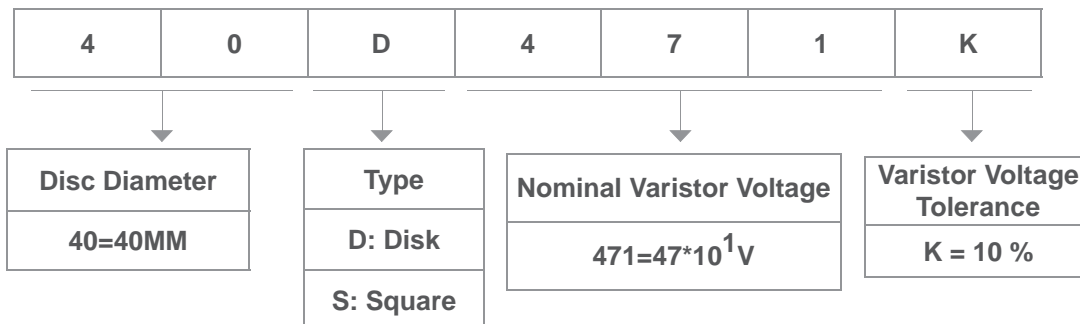 4 0 D 4 7 1 K
Disc Diameter
40=40MM
Type
D: Disk
S: Square
Nominal Varistor Voltage
471=47*10¹V
Varistor Voltage
Tolerance
K = 10 %